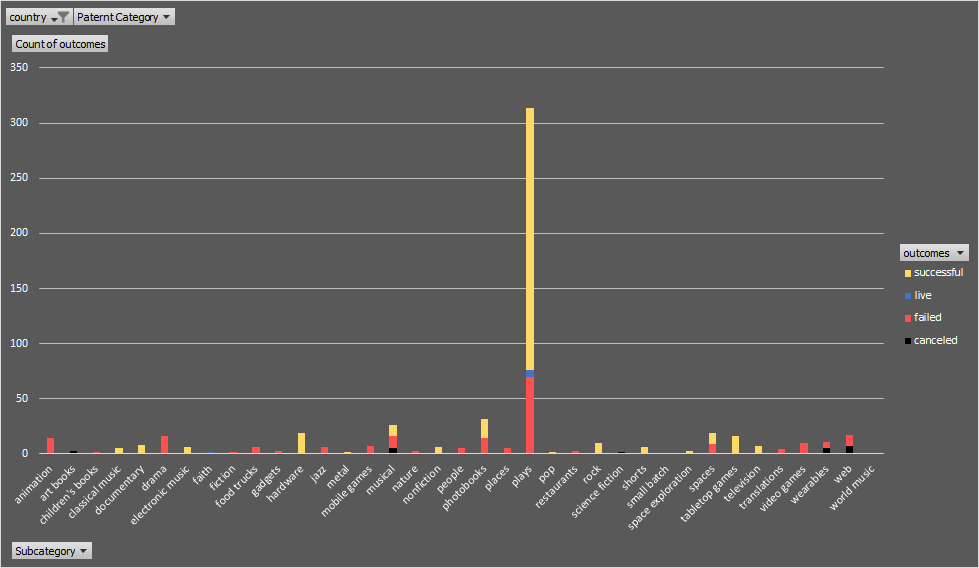 country Paternt Category
Count of outcomes
350
300
250
200
150
100
50
0
outcomes
successful
live
failed
canceled
animation
art books
children's books
classical music
documentary
drama
electronic music
faith
fiction
food trucks
gadgets
hardware
jazz
metal
mobile games
musical
nature
nonfiction
people
photobooks
places
plays
pop
restaurants
rock
science fiction
shorts
small batch
space exploration
spaces
tabletop games
television
translations
video games
wearables
web
world music
Subcategory